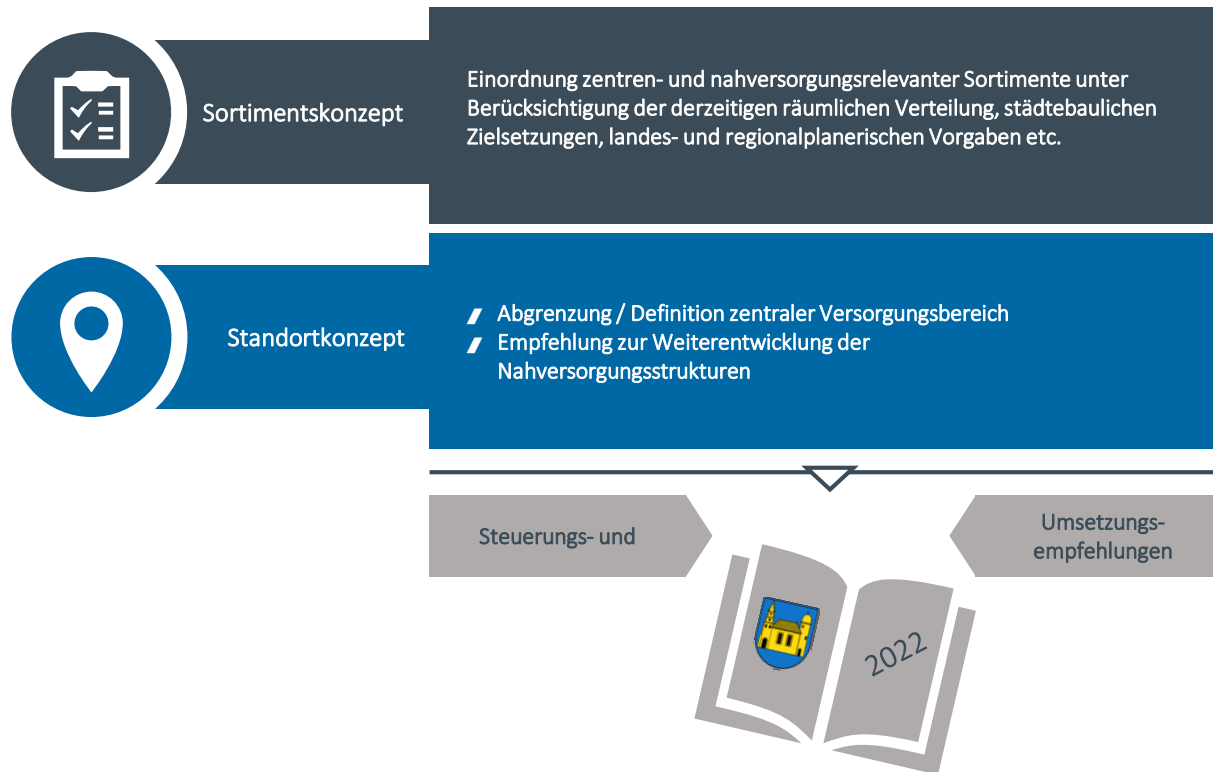 Sortimentskonzept
Einordnung zentren- und nahversorgungsrelevanter Sortimente unter
Berücksichtigung der derzeitigen räumlichen Verteilung, städtebaulichen
Zielsetzungen, landes- und regionalplanerischen Vorgaben etc.
Standortkonzept
Abgrenzung / Definition zentraler Versorgungsbereich
Empfehlung zur Weiterentwicklung der
Nahversorgungsstrukturen
Steuerungs- und
Umsetzungs-
empfehlungen
2022